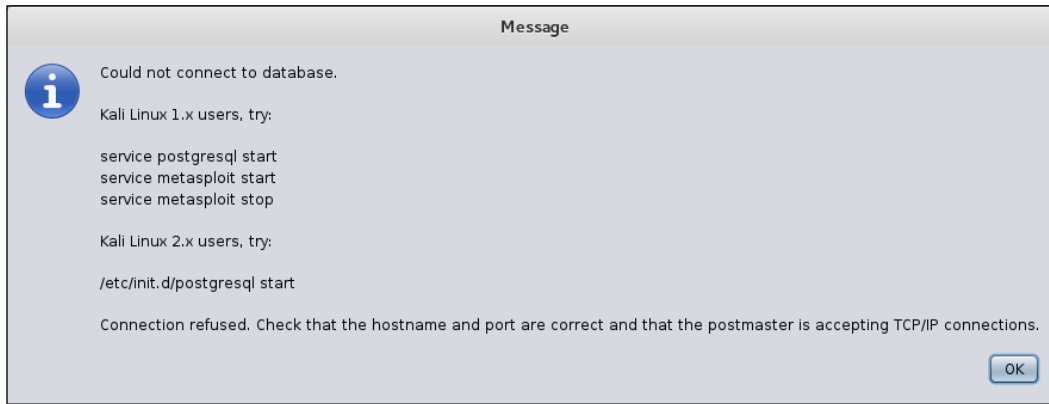 Message
Could not connect to database.
Kali Linux 1.x users, try:
service postgresql start
service metasploit start
service metasploit stop
Kali Linux 2.x users, try:
/etc/init.d/postgresql start
Connection refused. Check that the hostname and port are correct and that the postmaster is accepting TCP/IP connections.
OK